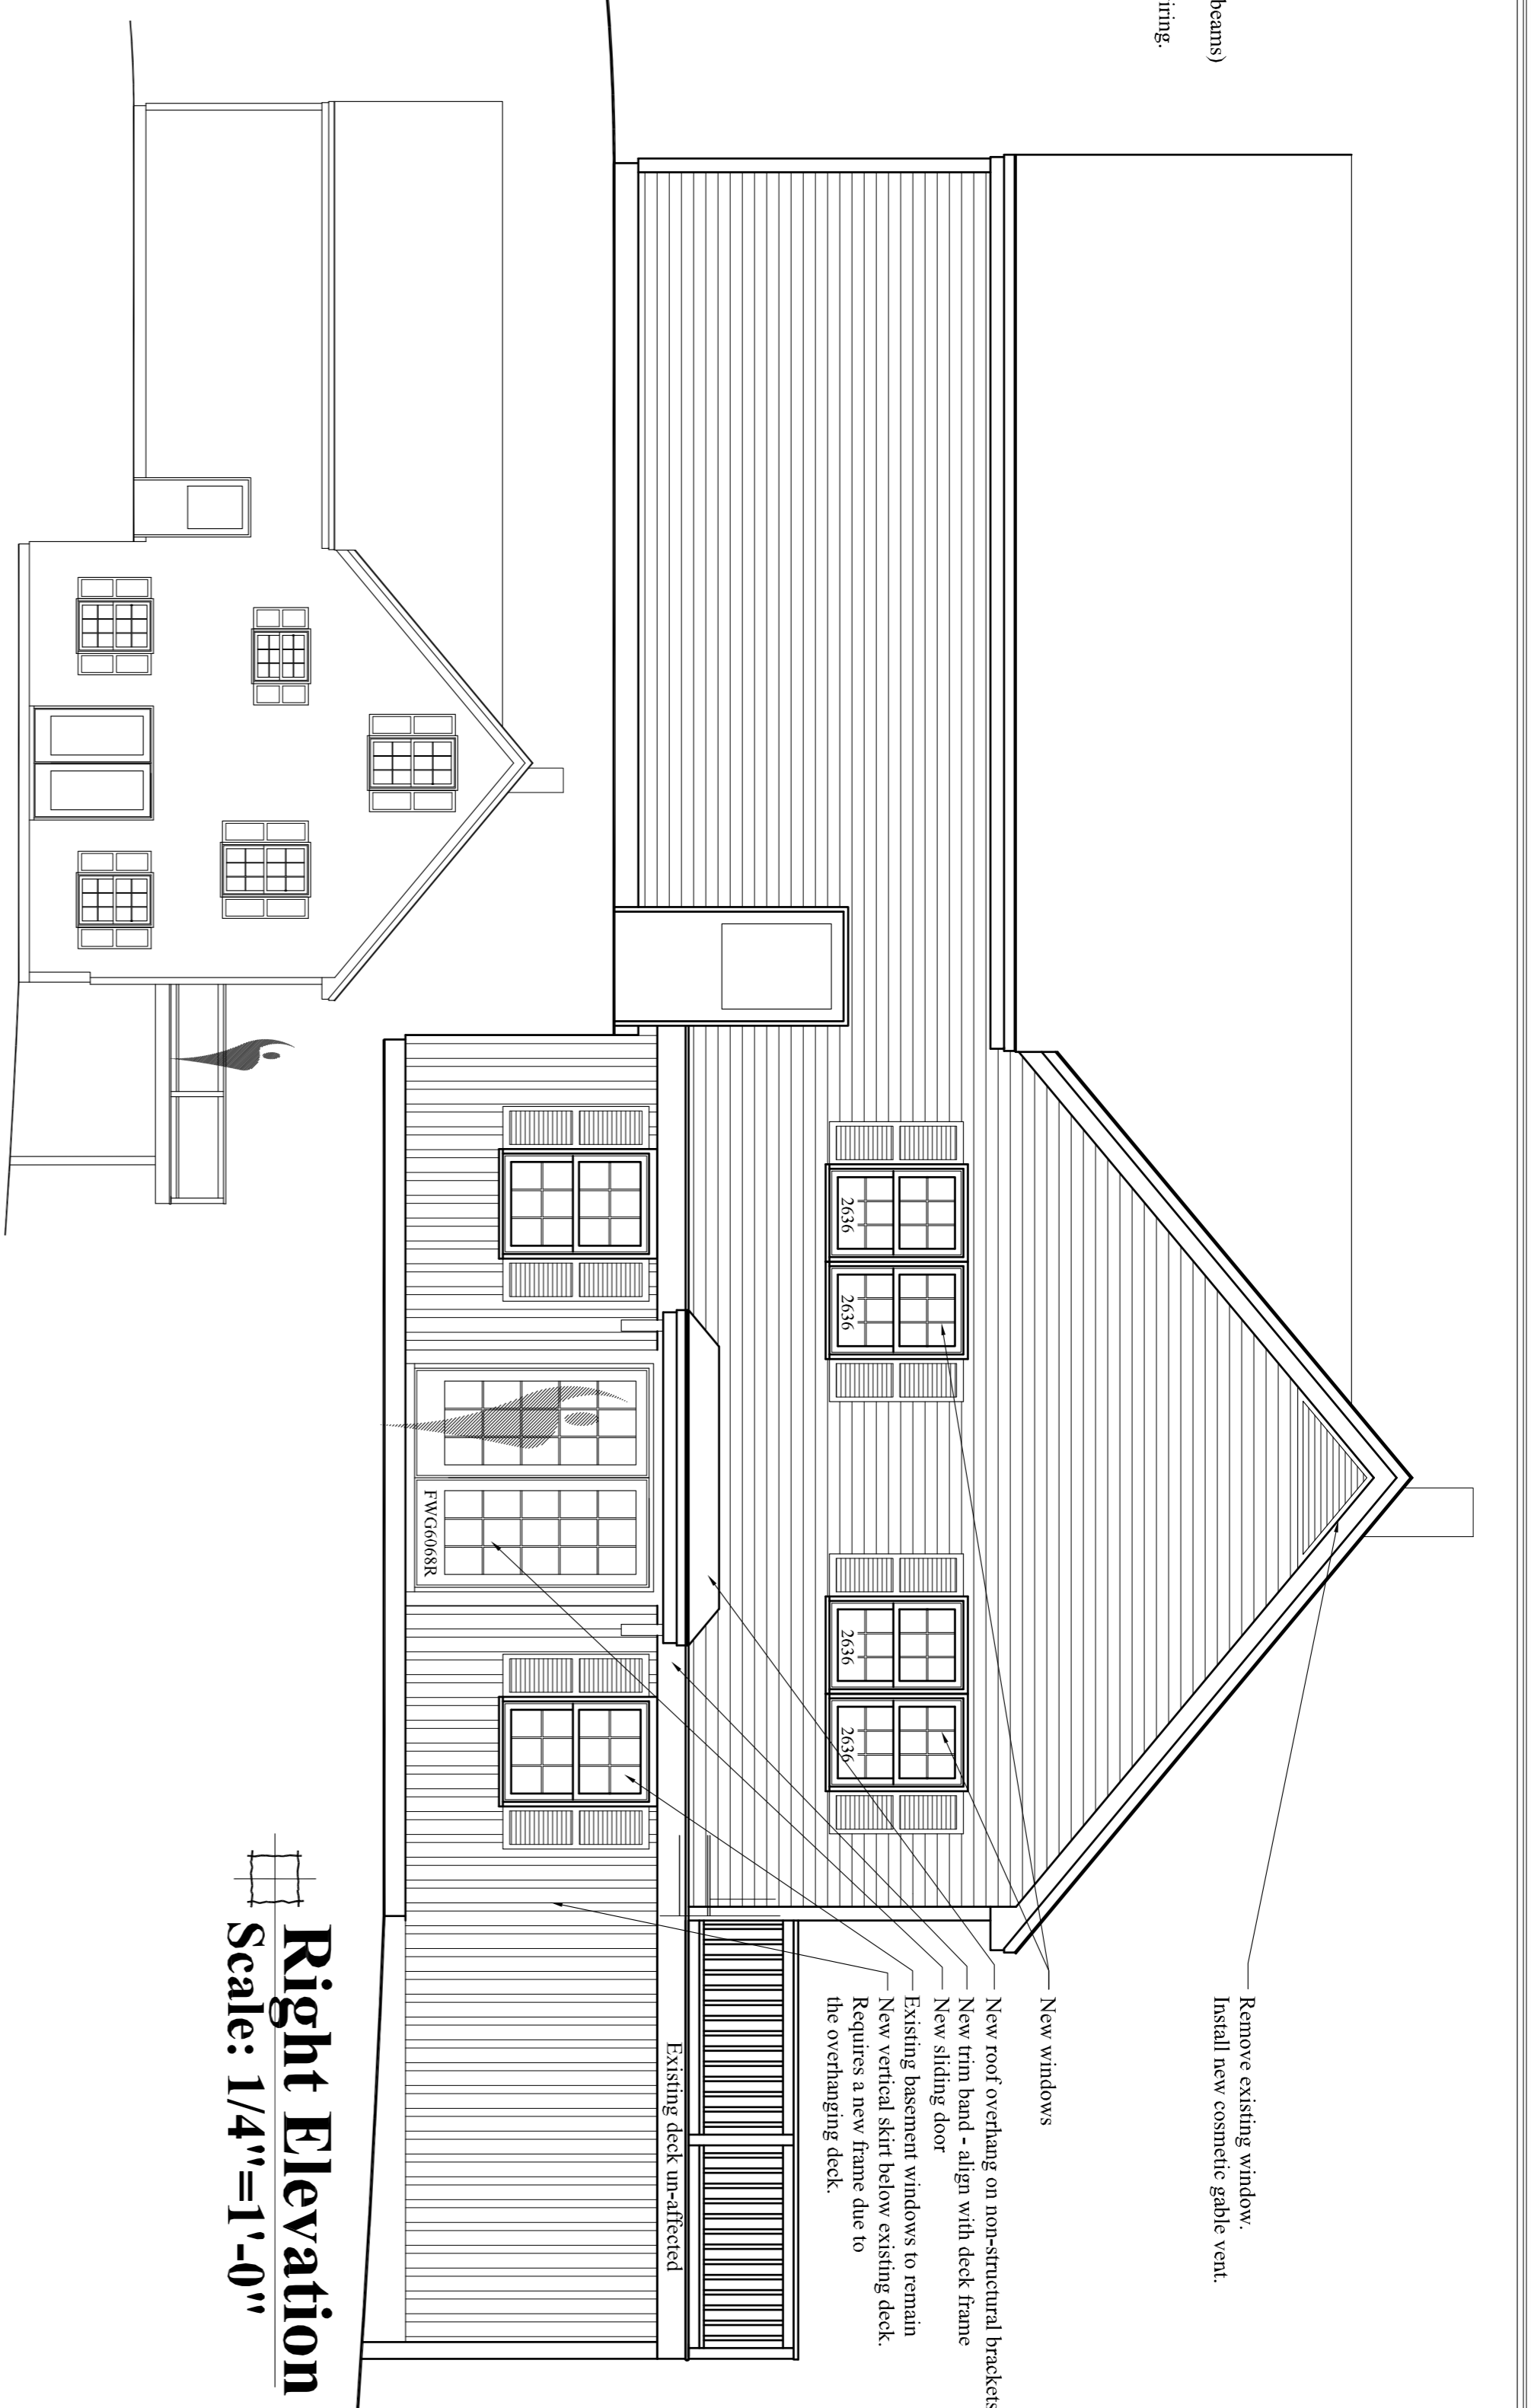 beams)
iring.
Remove existing window.
Install new cosmetic gable vent.
New windows
New roof overhang on non-structural brackets
New trim band - align with deck frame
New sliding door
Existing basement windows to remain
New vertical skirt below existing deck.
Requires a new frame due to
the overhanging deck.
2636
2636
2636
2636
Existing deck un-affected
FWG6068R
Right Elevation
Scale: 1/4"=1'-0"